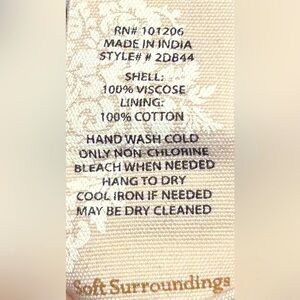 RN# 101206
MADE IN INDIA
STYLE# # 2DB44
SHELL:
100% VISCOSE
LINING:
100% COTTON
HAND WASH COLD
ONLY NON-CHLORINE
BLEACH WHEN NEEDED
HANG TO DRY
COOL IRON IF NEEDED
MAY BE DRY CLEANED
Soft Surroundings